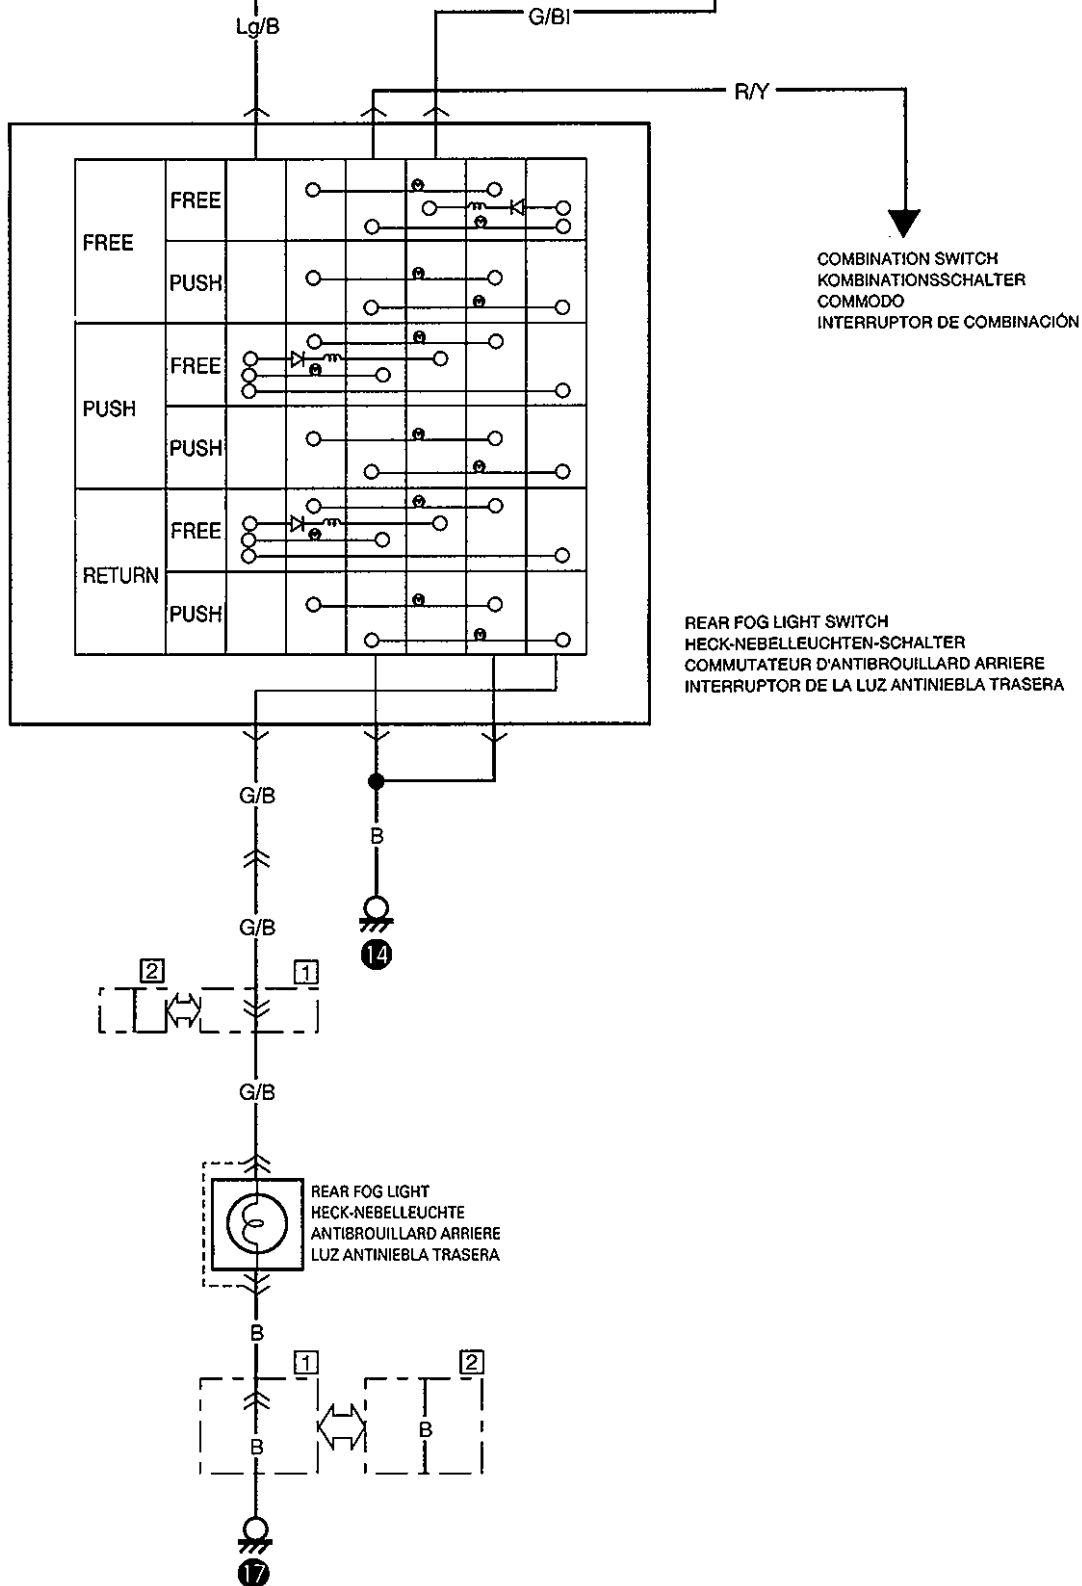 Lg/B
G/Bl
R/Y
COMBINATION SWITCH
KOMBINATIONSSCHALTER
COMMODO
INTERRUPTOR DE COMBINACIÓN
FREE
FREE
PUSH
PUSH
FREE
PUSH
RETURN
FREE
PUSH
REAR FOG LIGHT SWITCH
HECK-NEBELLEUCHTEN-SCHALTER
COMMUTATEUR D'ANTIBROUILLARD ARRIERE
INTERRUPTOR DE LA LUZ ANTINIEBLA TRASERA
G/B
B
G/B
14
2
1
G/B
REAR FOG LIGHT
HECK-NEBELLEUCHTE
ANTIBROUILLARD ARRIERE
LUZ ANTINIEBLA TRASERA
B
1
2
B
B
17